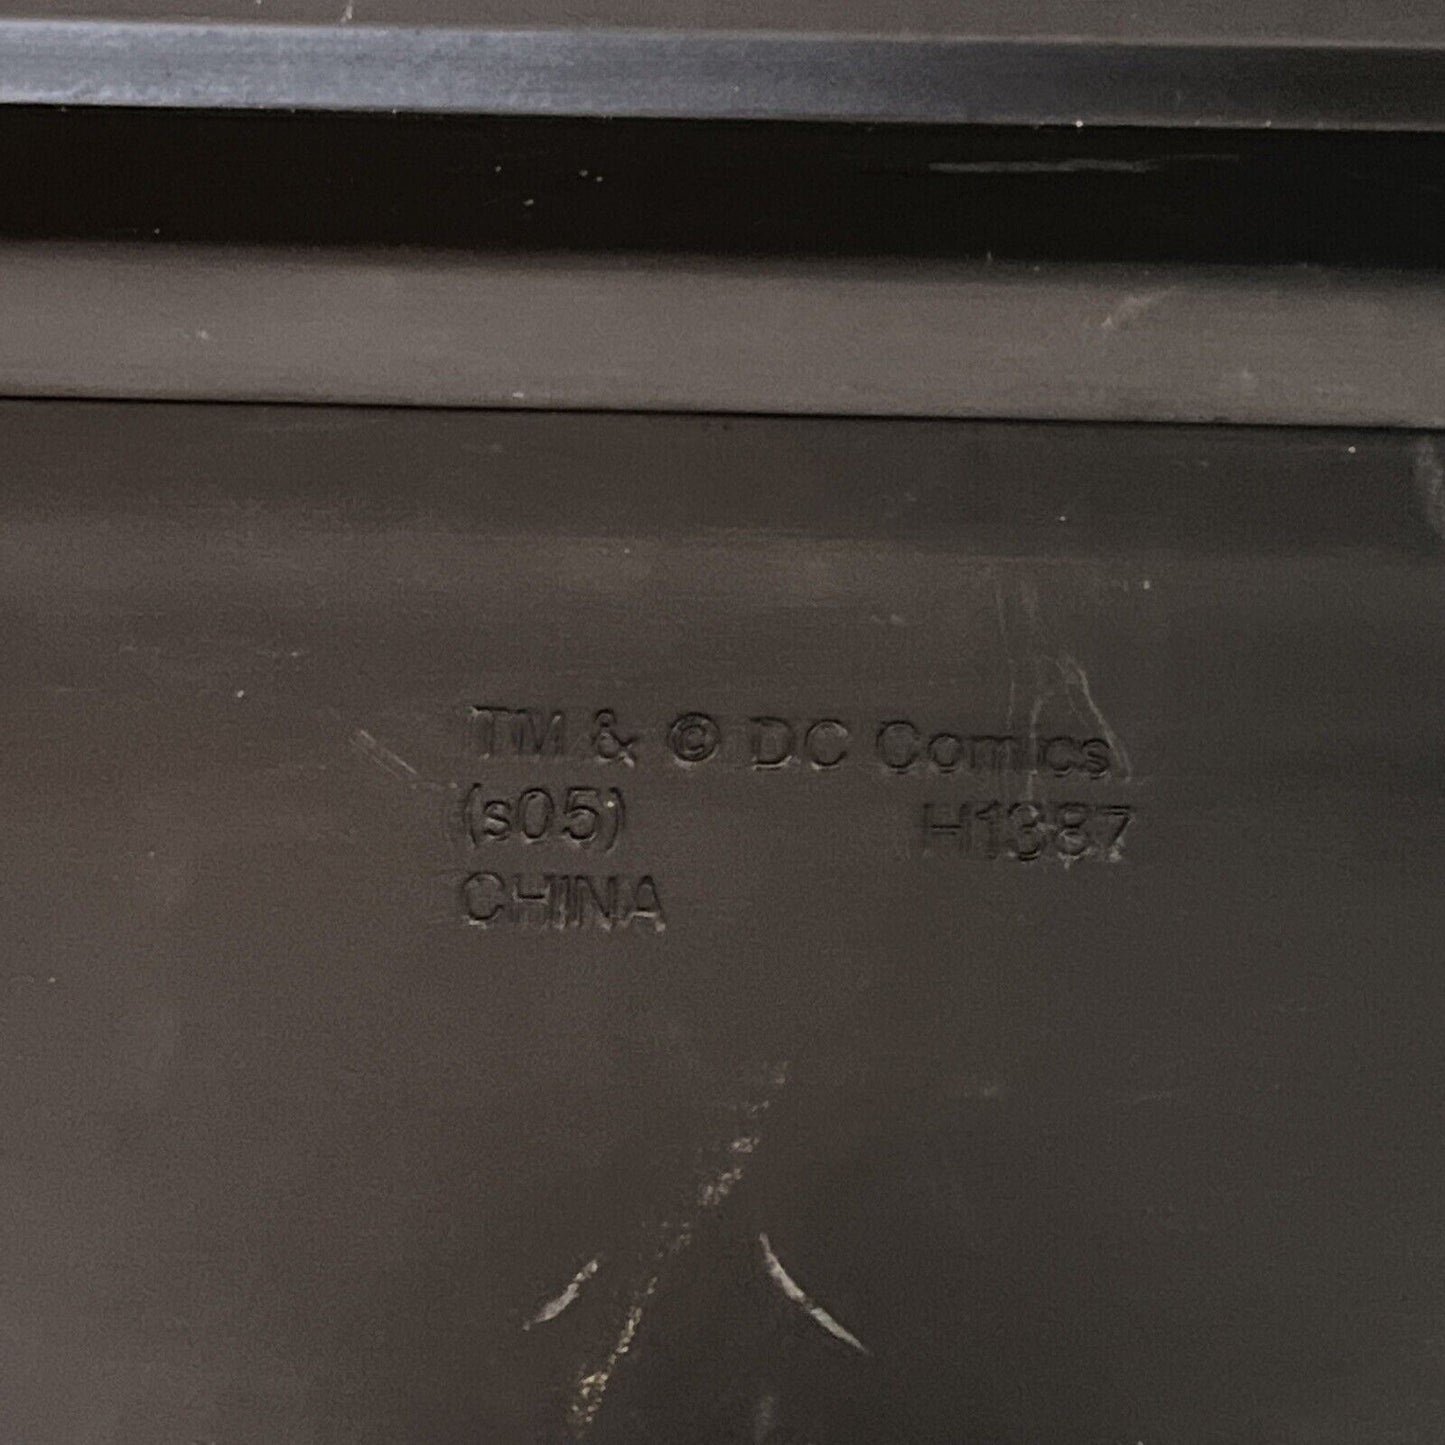 TM & © DC Comics
(s05) H1387
CHINA